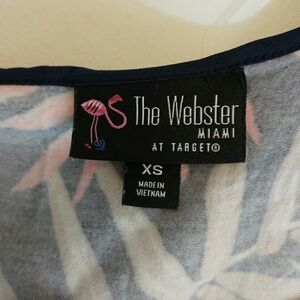 The Webster
MIAMI
AT TARGET®
XS
MADE IN
VIETNAM